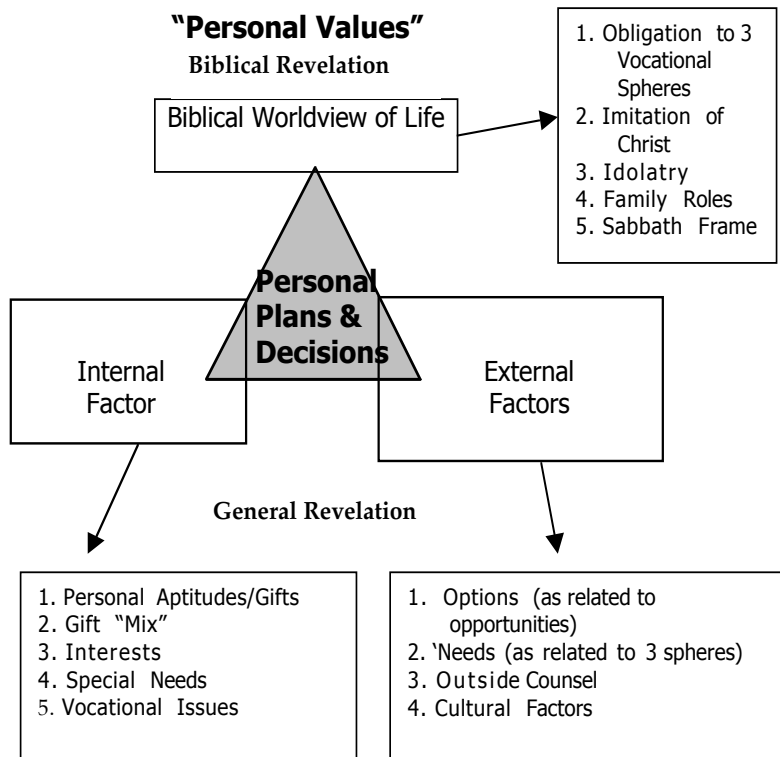 “Personal Values”
Biblical Revelation
Biblical Worldview of Life
1. Obligation to 3
Vocational
Spheres
2. Imitation of
Christ
3. Idolatry
4. Family Roles
5. Sabbath Frame
Personal
Plans &
Decisions
Internal
Factor
External
Factors
General Revelation
1. Personal Aptitudes/Gifts
2. Gift “Mix”
3. Interests
4. Special Needs
5. Vocational Issues
1. Options (as related to
opportunities)
2. ‘Needs (as related to 3 spheres)
3. Outside Counsel
4. Cultural Factors